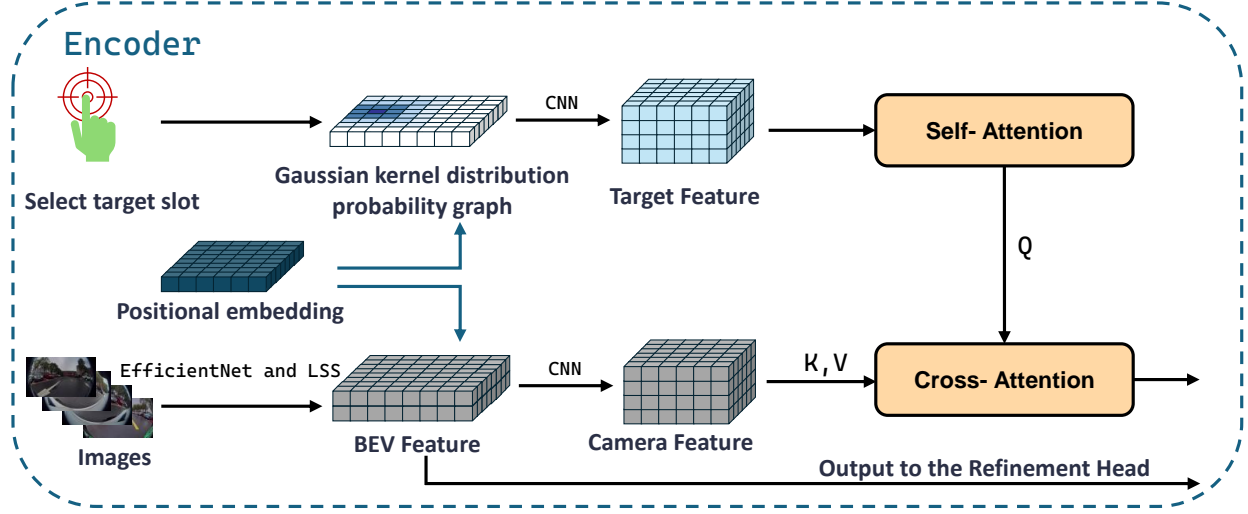 Encoder
CNN
Self- Attention
Select target slot
Gaussian kernel distribution
probability graph
Target Feature
Q
Positional embedding
EfficientNet and LSS
CNN
K,V
Cross- Attention
Images
BEV Feature
Camera Feature
Output to the Refinement Head